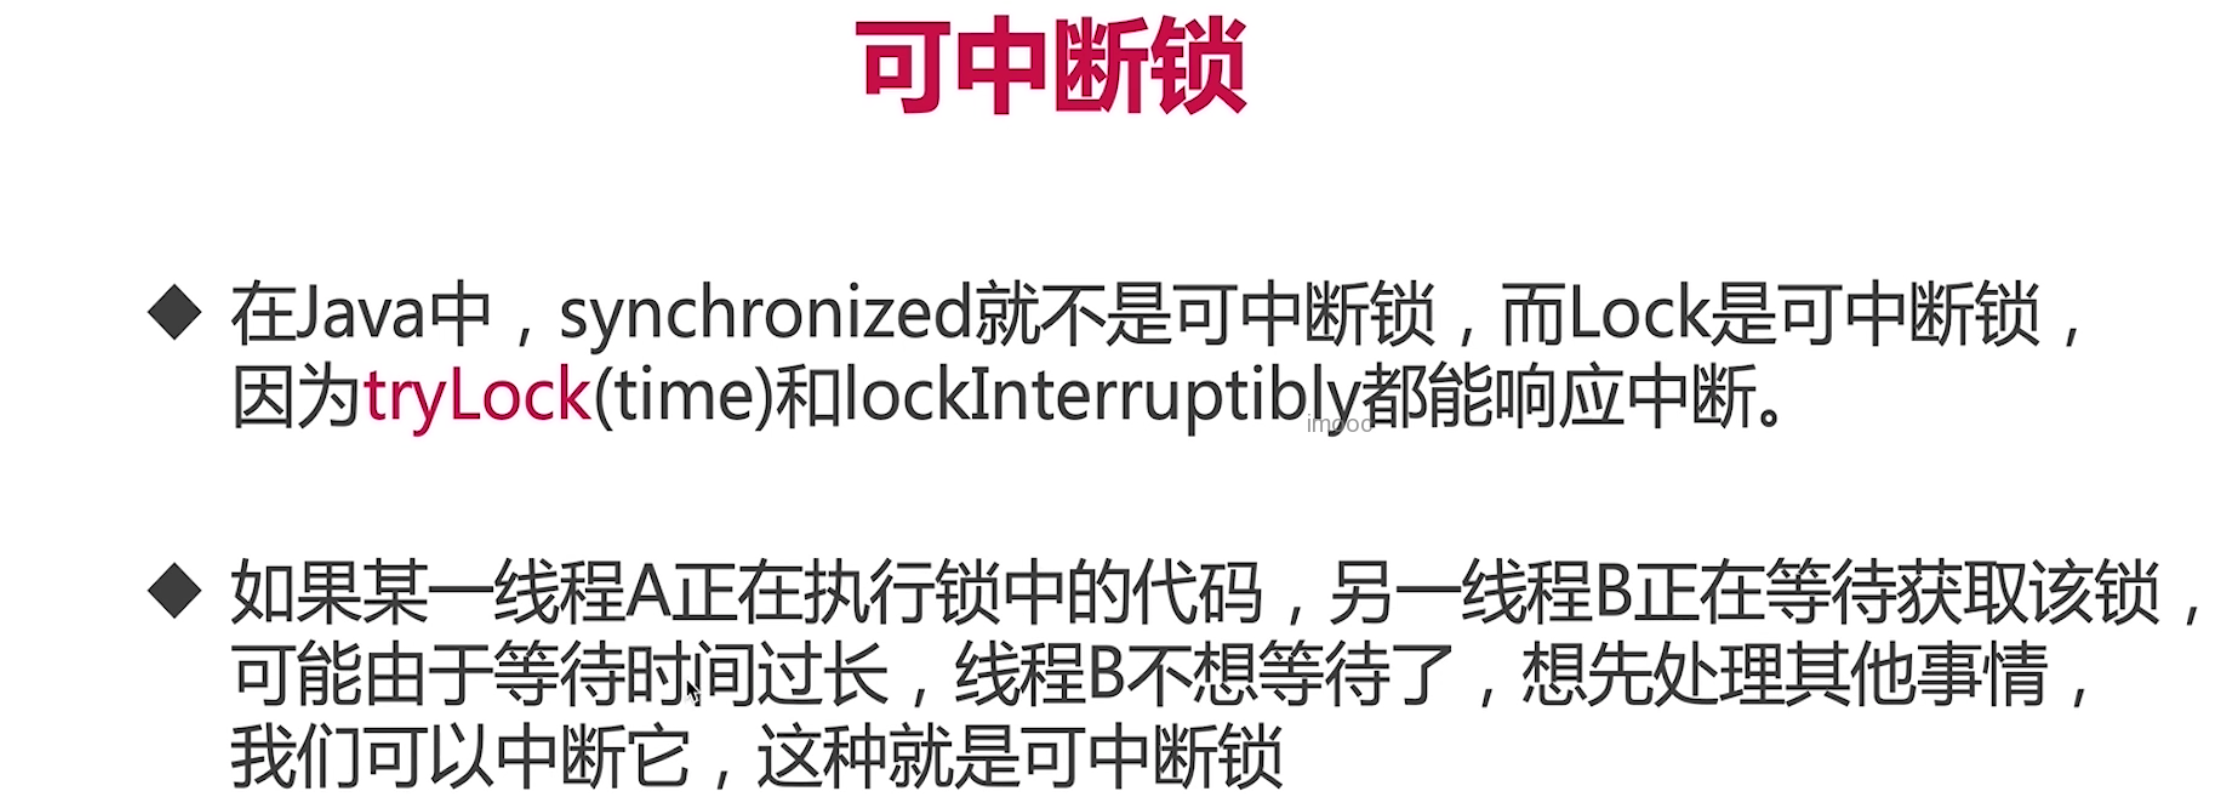 可中断锁
在Java中，synchronized就不是可中断锁，而Lock是可中断锁，
因为tryLock(time)和lockInterruptibly都能响应中断。
imooc
如果某一线程A正在执行锁中的代码，另一线程B正在等待获取该锁，
可能由于等待时间过长，线程B不想等待了，想先处理其他事情，
我们可以中断它，这种就是可中断锁